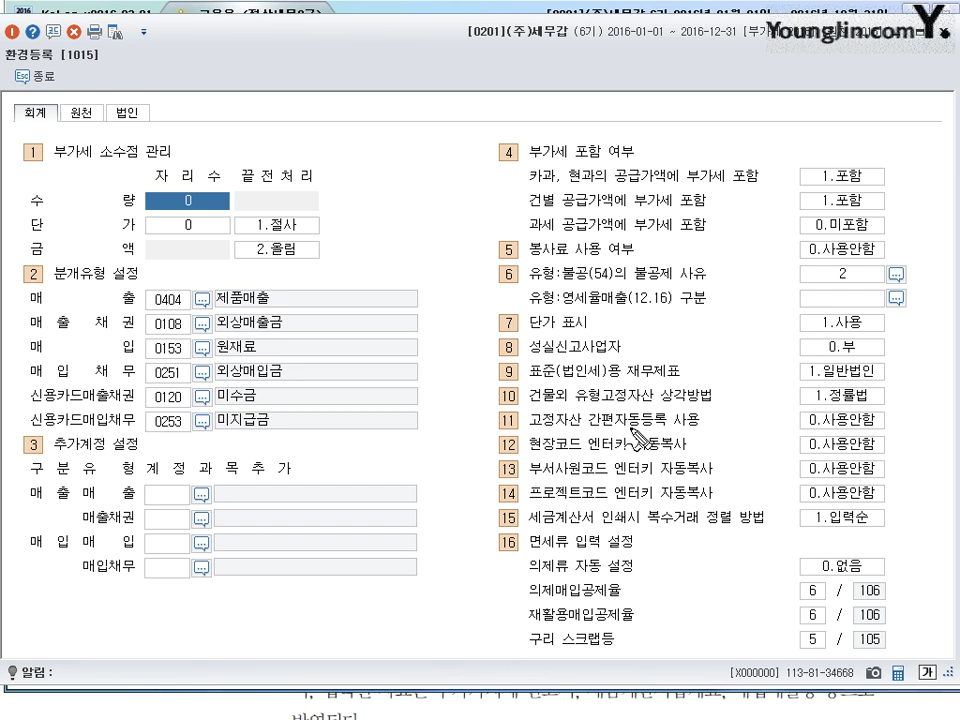 [0201](주)세무갑 (6기) 2016-01-01 ~ 2016-12-31
Younglin.com Y.
환경등록 [1015]
Esc 종료
회계 원천 법인
1 부가세 소수점 관리
자 리 수 끝 전 처 리
수 량 0
단 가 0 1.절사
금 액 2.올림
2 분개유형 설정
매 출 0404 제품매출
매 출 채 권 0108 외상매출금
매 입 0153 원재료
매 입 채 무 0251 외상매입금
신용카드매출채권 0120 미수금
신용카드매입채무 0253 미지급금
3 추가계정 설정
구 분 유 형 계 정 과 목 추 가
매 출 매 출
매출채권
매 입 매 입
매입채무
4 부가세 포함 여부
카과, 현과의 공급가액에 부가세 포함 1.포함
건별 공급가액에 부가세 포함 1.포함
과세 공급가액에 부가세 포함 0.미포함
5 봉사료 사용 여부 0.사용안함
6 유형:불공(54)의 불공제 사유 2
유형:영세율매출(12.16) 구분
7 단가 표시 1.사용
8 성실신고사업자 0.부
9 표준(법인세)용 재무제표 1.일반법인
10 건물외 유형고정자산 상각방법 1.정률법
11 고정자산 간편자동등록 사용 0.사용안함
12 현장코드 엔터키 자동복사 0.사용안함
13 부서사원코드 엔터키 자동복사 0.사용안함
14 프로젝트코드 엔터키 자동복사 0.사용안함
15 세금계산서 인쇄시 복수거래 정렬 방법 1.입력순
16 면세류 입력 설정
의제류 자동 설정 0.없음
의제매입공제율 6 / 106
재활용매입공제율 6 / 106
구리 스크랩등 5 / 105
알림 :
[X000000] 113-81-34668 가